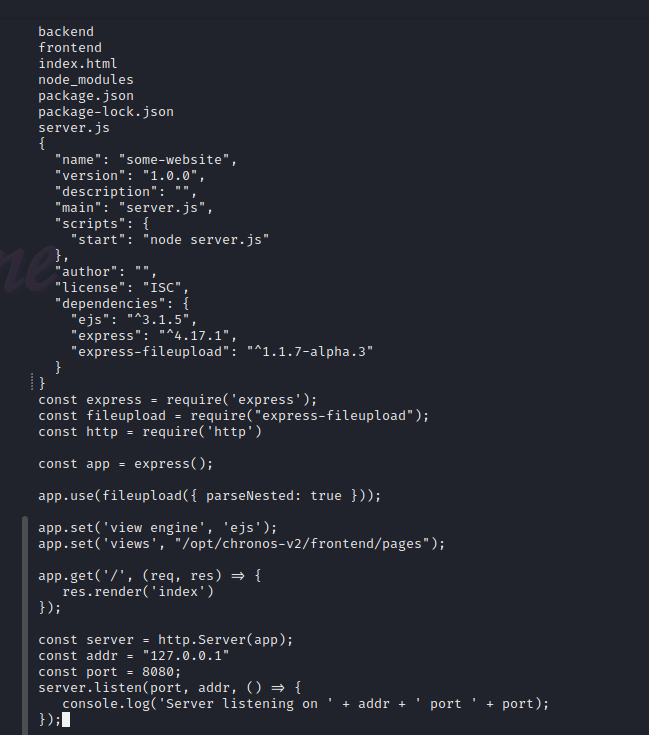 backend
frontend
index.html
node_modules
package.json
package-lock.json
server.js
{
  "name": "some-website",
  "version": "1.0.0",
  "description": "",
  "main": "server.js",
  "scripts": {
    "start": "node server.js"
  },
  "author": "",
  "license": "ISC",
  "dependencies": {
    "ejs": "^3.1.5",
    "express": "^4.17.1",
    "express-fileupload": "^1.1.7-alpha.3"
  }
}
const express = require('express');
const fileupload = require("express-fileupload");
const http = require('http')

const app = express();

app.use(fileupload({ parseNested: true }));

app.set('view engine', 'ejs');
app.set('views', "/opt/chronos-v2/frontend/pages");

app.get('/', (req, res) => {
   res.render('index')
});

const server = http.Server(app);
const addr = "127.0.0.1"
const port = 8080;
server.listen(port, addr, () => {
   console.log('Server listening on ' + addr + ' port ' + port);
});